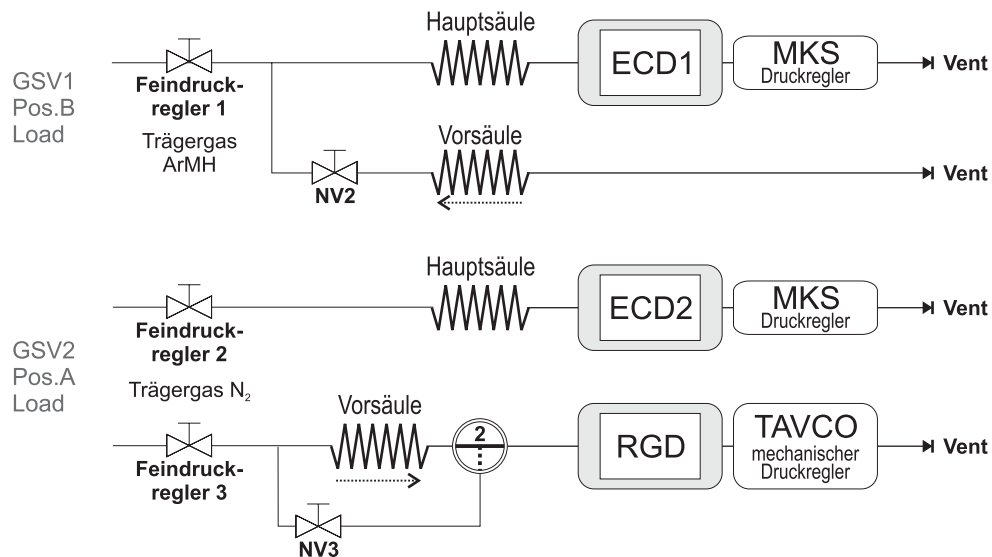 GSV1
Pos.B
Load
Feindruck-
regler 1
Trägergas
ArMH
Hauptsäule
ECD1
MKS
Druckregler
Vent
NV2
Vorsäule
Vent
GSV2
Pos.A
Load
Feindruck-
regler 2
Trägergas N₂
Hauptsäule
ECD2
MKS
Druckregler
Vent
Feindruck-
regler 3
Vorsäule
2
NV3
RGD
TAVCO
mechanischer
Druckregler
Vent